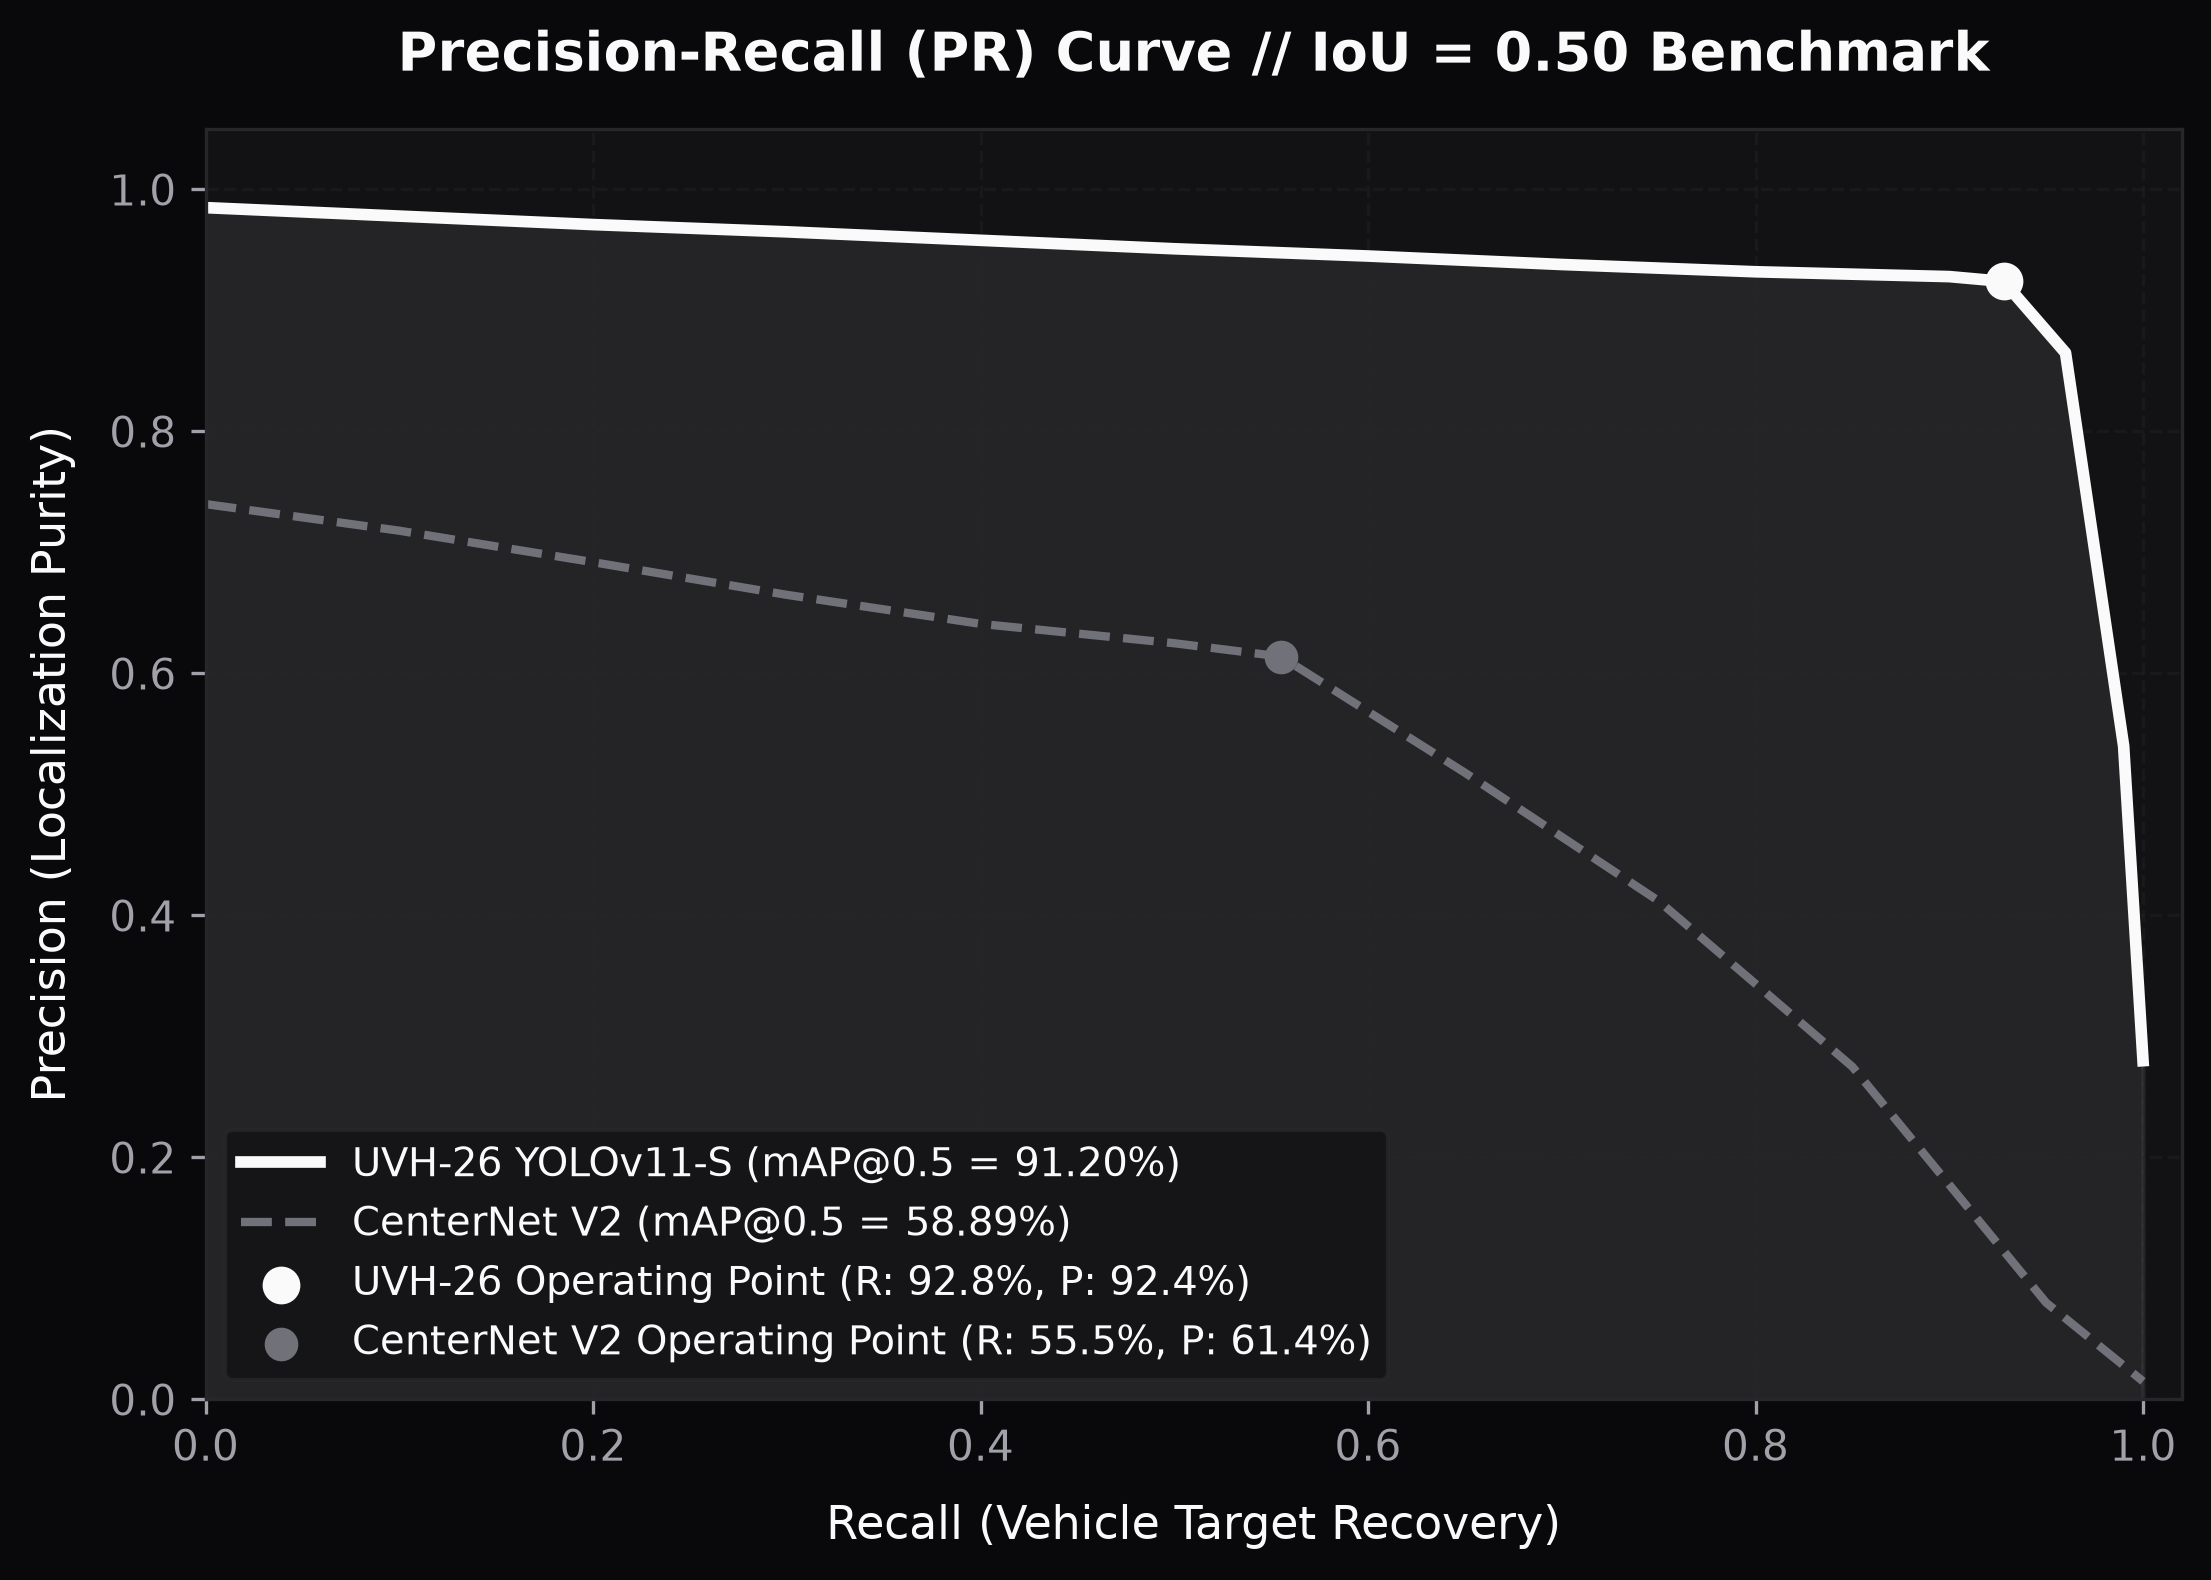 Precision-Recall (PR) Curve // IoU = 0.50 Benchmark
Precision (Localization Purity)
1.0
0.8
0.6
0.4
0.2
0.0
UVH-26 YOLOv11-S (mAP@0.5 = 91.20%)
CenterNet V2 (mAP@0.5 = 58.89%)
UVH-26 Operating Point (R: 92.8%, P: 92.4%)
CenterNet V2 Operating Point (R: 55.5%, P: 61.4%)
0.0 0.2 0.4 0.6 0.8 1.0
Recall (Vehicle Target Recovery)